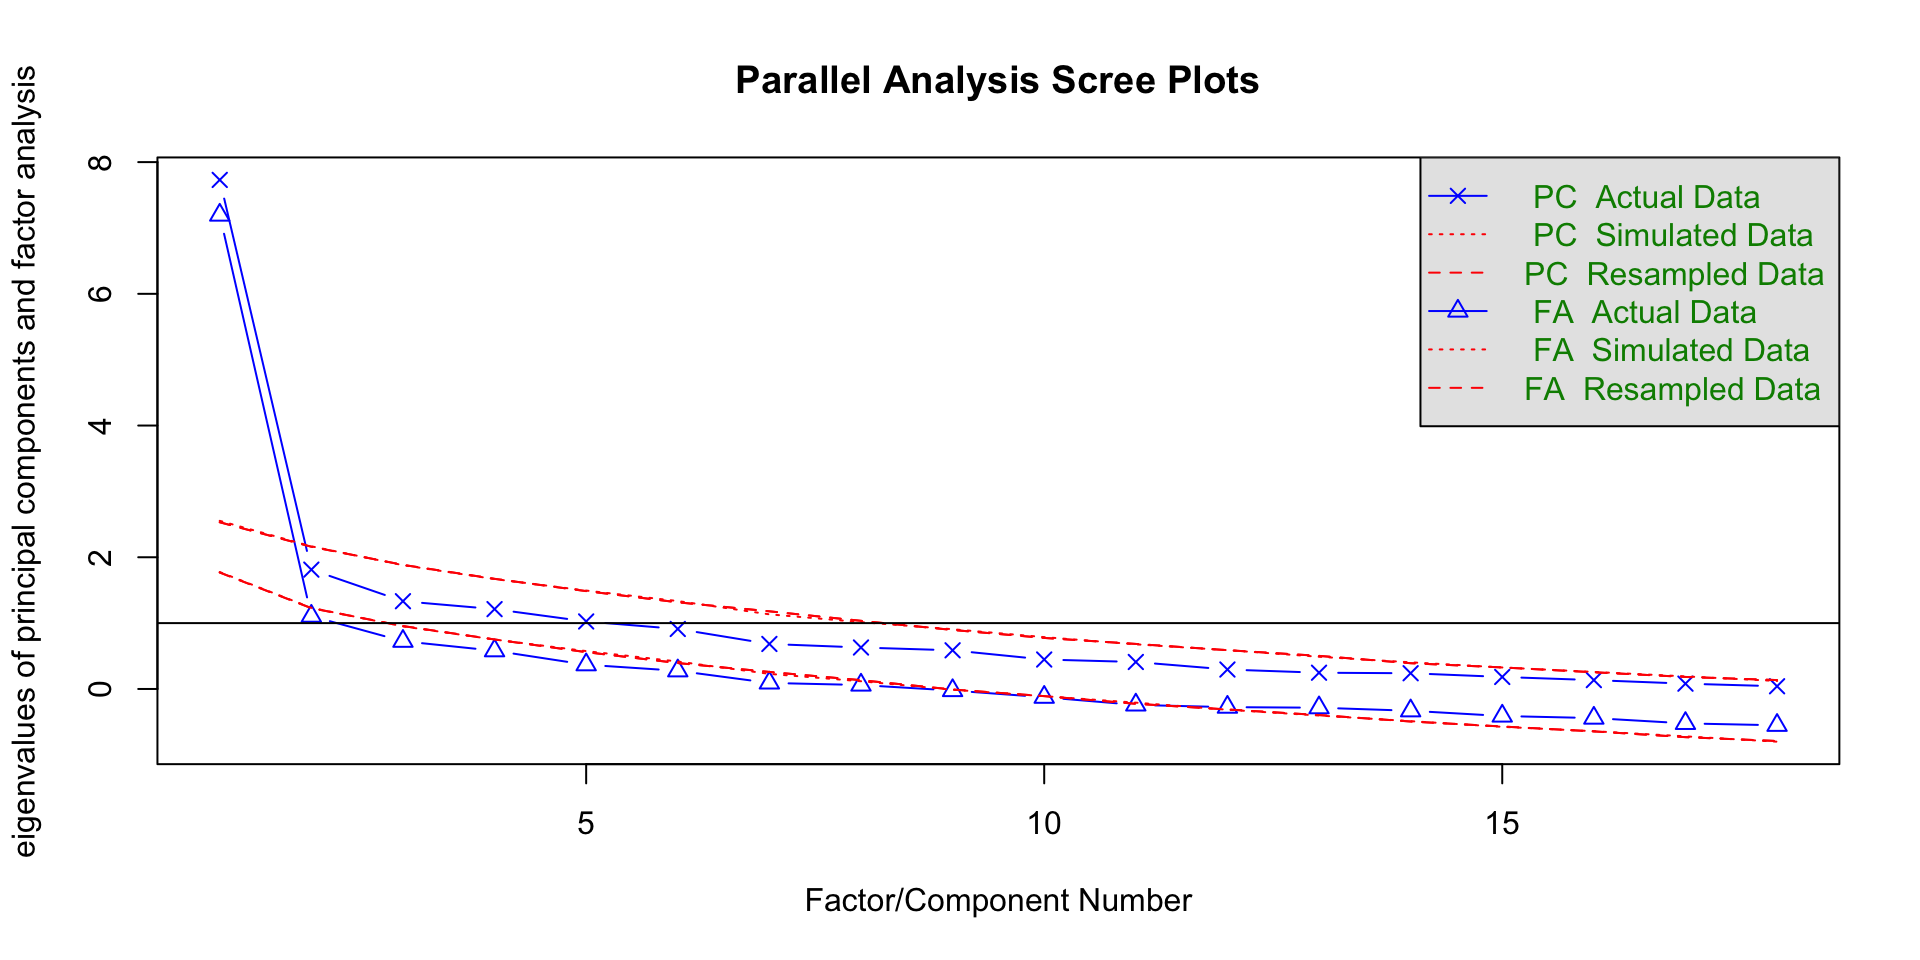 Parallel Analysis Scree Plots
eigenvalues of principal components and factor analysis
8
6
4
2
0
PC Actual Data
PC Simulated Data
PC Resampled Data
FA Actual Data
FA Simulated Data
FA Resampled Data
5
10
15
Factor/Component Number